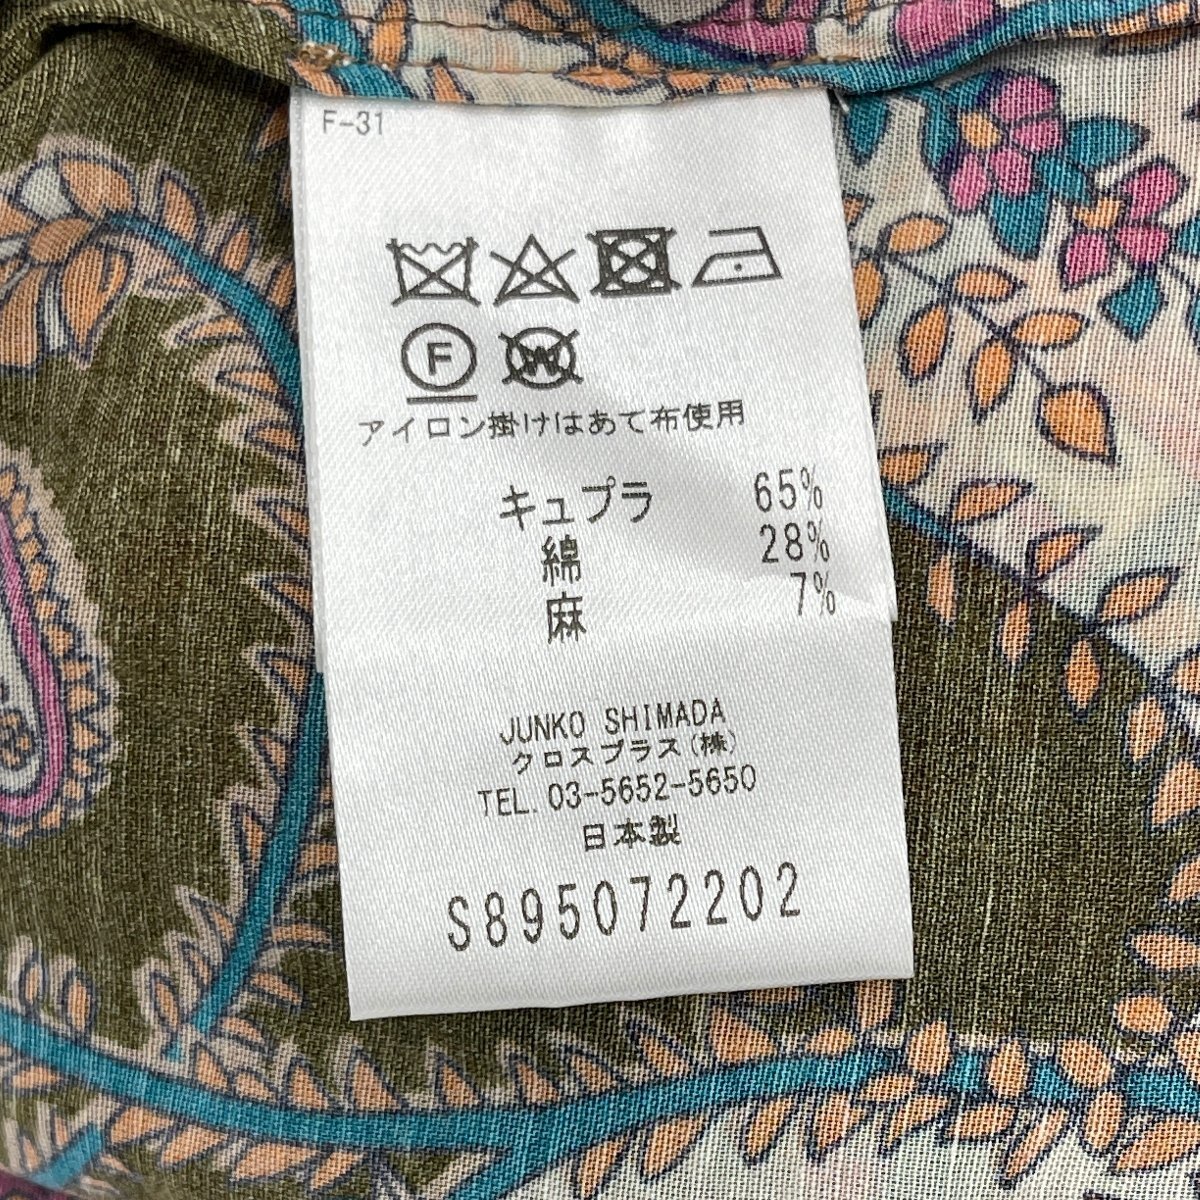 F-31
F W
アイロン掛けはあて布使用
キュプラ 65%
綿 28%
麻 7%
JUNKO SHIMADA
クロスプラス(株)
TEL. 03-5652-5650
日本製
S895072202